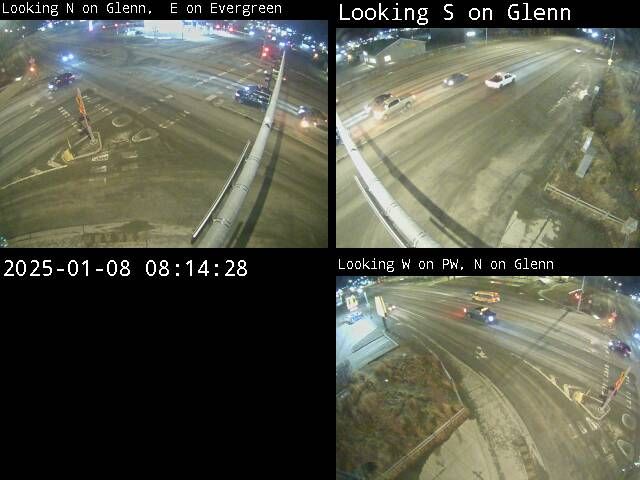 Looking N on Glenn, E on Evergreen
Looking S on Glenn
2025-01-08 08:14:28
Looking W on PW, N on Glenn